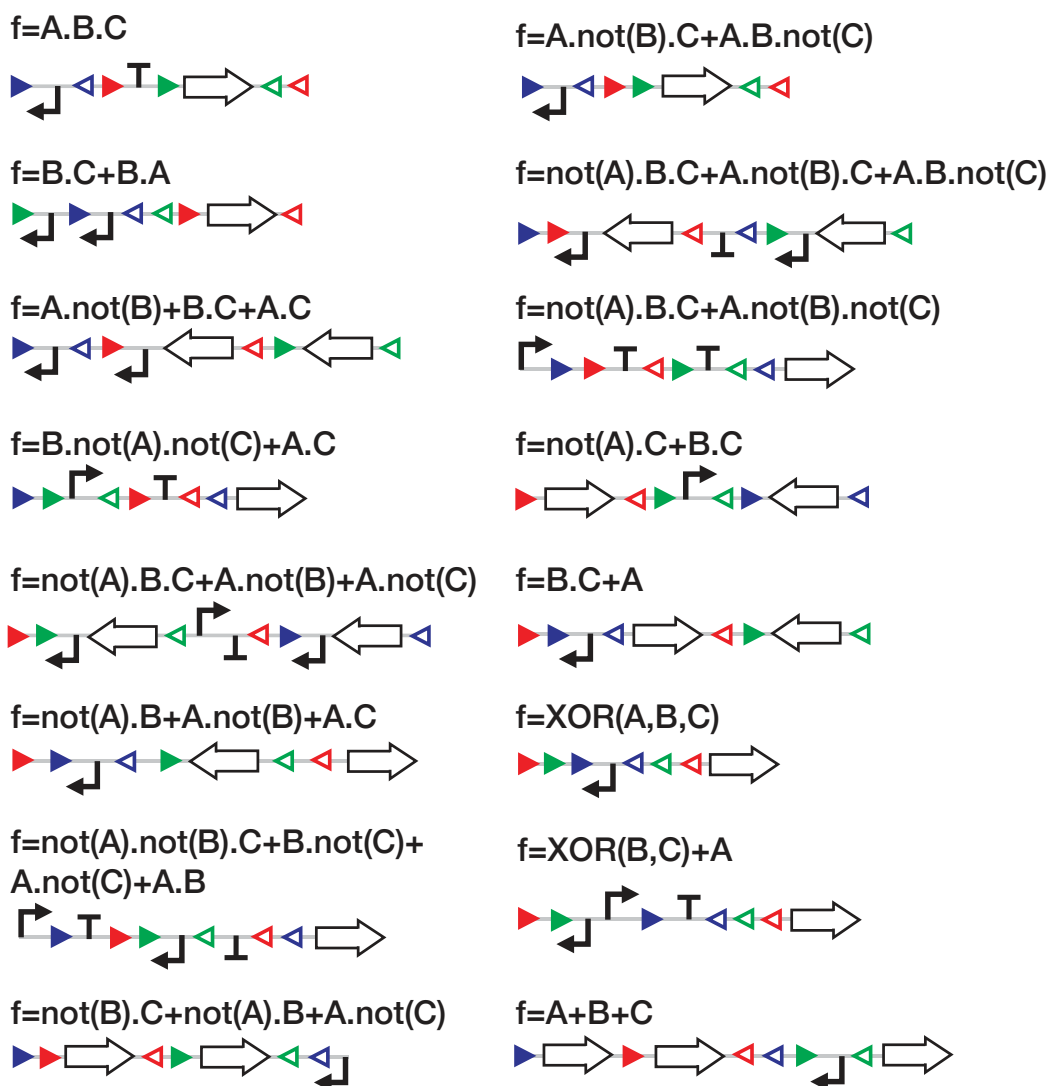 f=A.B.C
f=A.not(B).C+A.B.not(C)
f=B.C+B.A
f=not(A).B.C+A.not(B).C+A.B.not(C)
f=A.not(B)+B.C+A.C
f=not(A).B.C+A.not(B).not(C)
f=B.not(A).not(C)+A.C
f=not(A).C+B.C
f=not(A).B.C+A.not(B)+A.not(C)
f=B.C+A
f=not(A).B+A.not(B)+A.C
f=XOR(A,B,C)
f=not(A).not(B).C+B.not(C)+
A.not(C)+A.B
f=XOR(B,C)+A
f=not(B).C+not(A).B+A.not(C)
f=A+B+C